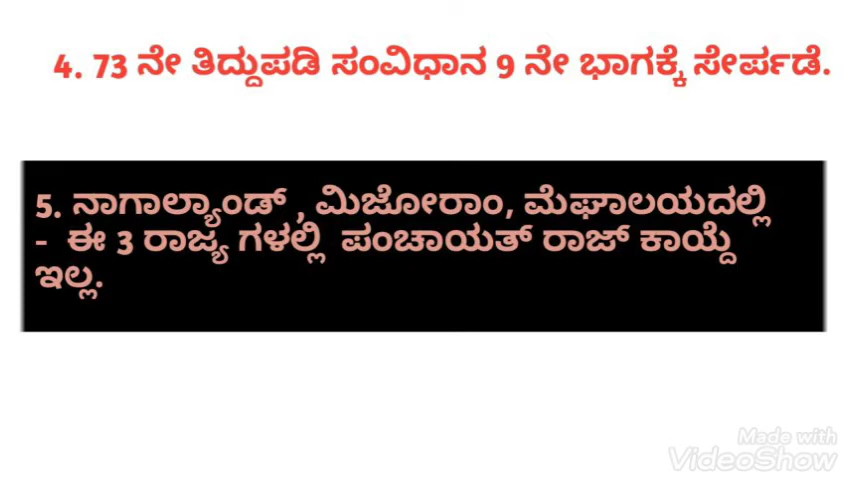 4. 73 ನೇ ತಿದ್ದುಪಡಿ ಸಂವಿಧಾನ 9 ನೇ ಭಾಗಕ್ಕೆ ಸೇರ್ಪಡೆ.
5. ನಾಗಾಲ್ಯಾಂಡ್ , ಮಿಜೋರಾಂ, ಮೆಘಾಲಯದಲ್ಲಿ
- ಈ 3 ರಾಜ್ಯ ಗಳಲ್ಲಿ ಪಂಚಾಯತ್ ರಾಜ್ ಕಾಯ್ದೆ
ಇಲ್ಲ.
Made with
VideoShow